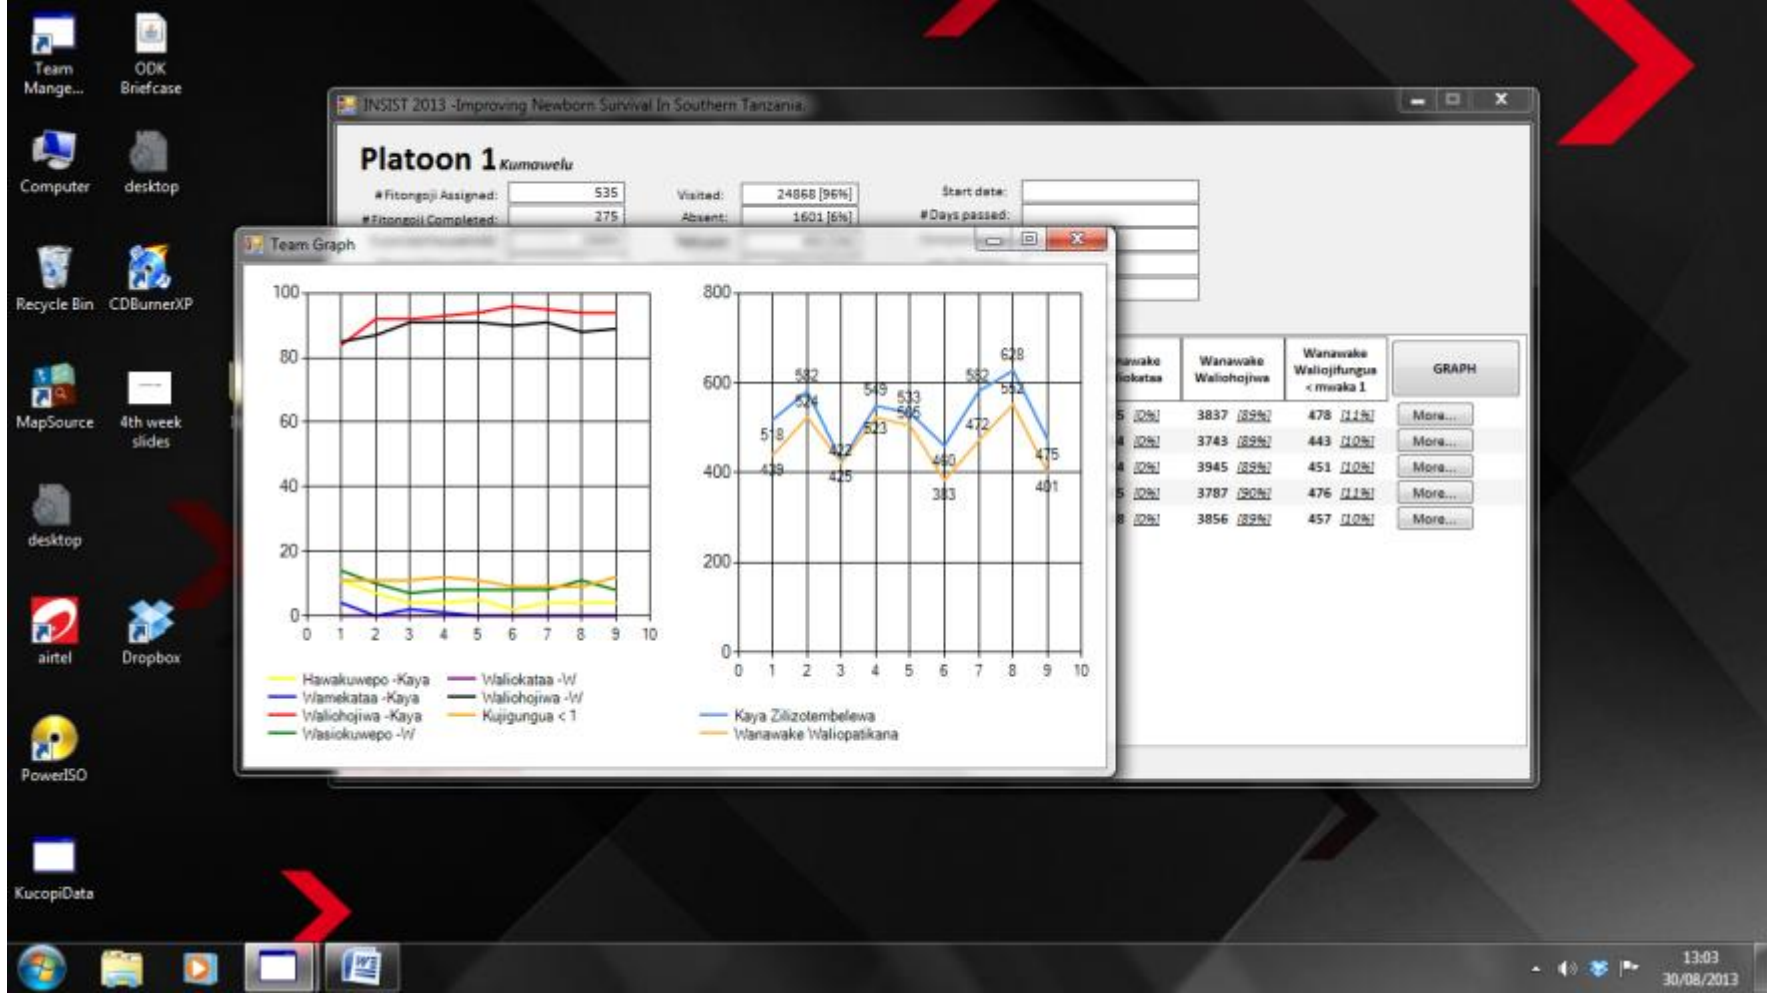 Team
Mange...
ODK
Briefcase
Computer
desktop
Recycle Bin
CDBurnerXP
MapSource
4th week
slides
desktop
airtel
Dropbox
PowerISO
KucopiData
INSIST 2013 -Improving Newborn Survival In Southern Tanzania.
Platoon 1 Kumawelu
#Fitongoji Assigned: 535 Visited: 24868 [96%] Start date:
#Fitongoji Completed: 275 Absent: 1601 [6%] #Days passed:
Team Graph
100
80
60
40
20
0
0 1 2 3 4 5 6 7 8 9 10
Hawakuwepo -Kaya
Wamekataa -Kaya
Waliohojiwa -Kaya
Wasiokuwepo -W
Waliokataa -W
Waliohojiwa -W
Kujigungua < 1
800
600
400
200
0
0 1 2 3 4 5 6 7 8 9 10
518 582 422 549 533 460 582 628 475
439 524 425 523 505 383 472 552 401
Kaya Zilizotembelewa
Wanawake Waliopatikana
Wanawake
Waliohojiwa
Wanawake
Waliojifungua
< mwaka 1
GRAPH
[0%] 3837 [89%] 478 [11%] More...
[0%] 3743 [89%] 443 [10%] More...
[0%] 3945 [89%] 451 [10%] More...
[0%] 3787 [90%] 476 [11%] More...
[0%] 3856 [89%] 457 [10%] More...
13:03
30/08/2013